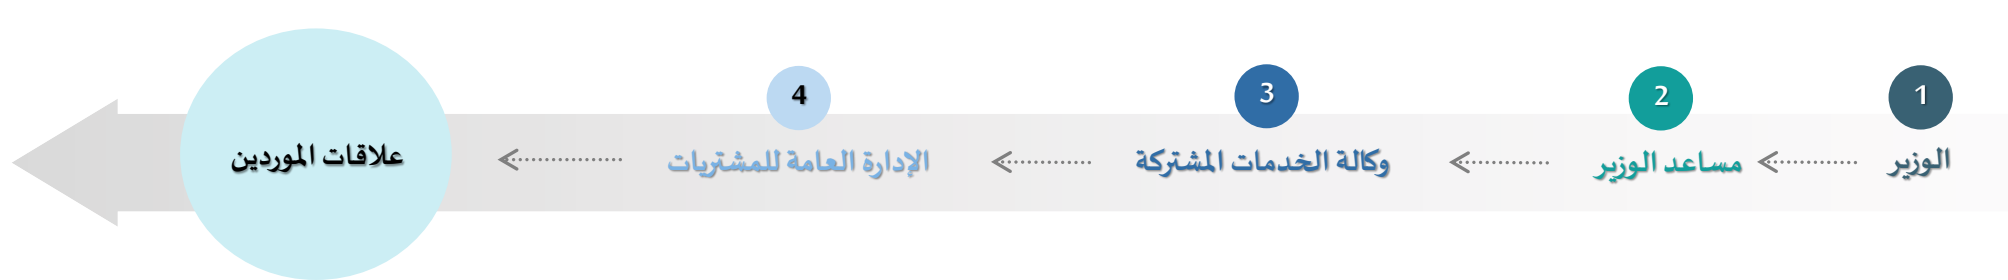 1
الوزير
2
مساعد الوزير
3
وكالة الخدمات المشتركة
4
الإدارة العامة للمشتريات
علاقات الموردين